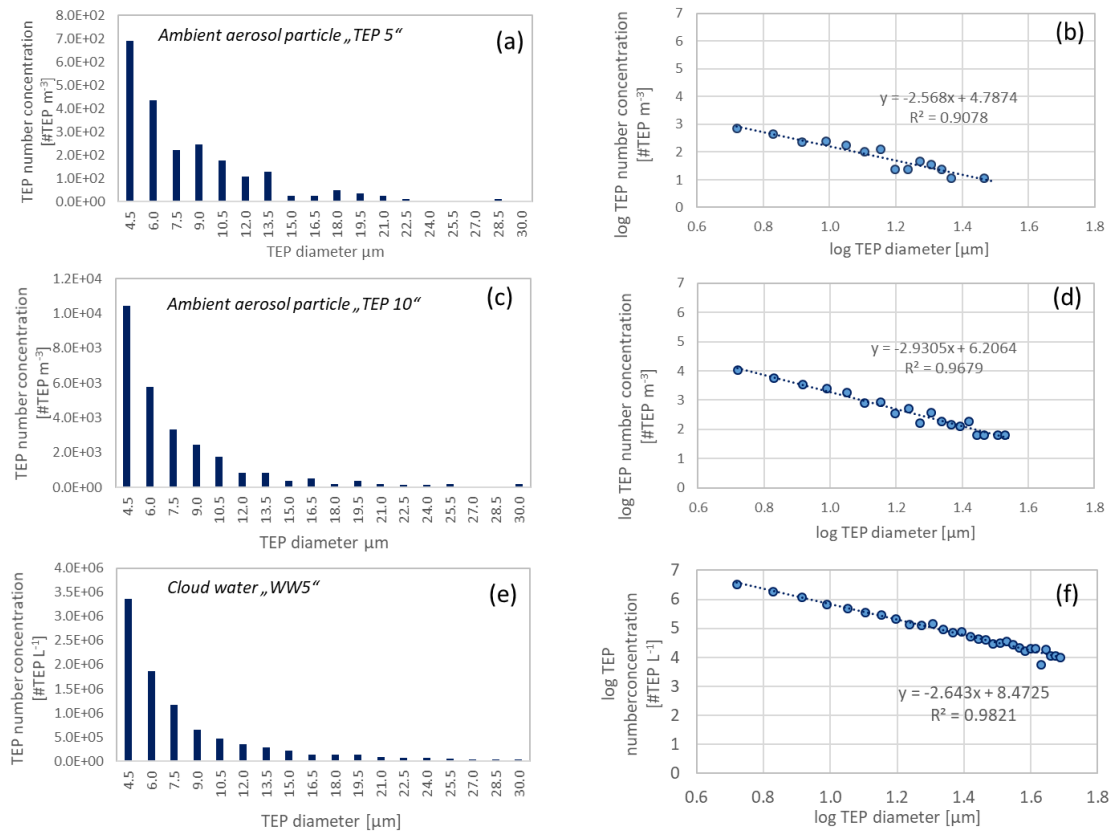 Ambient aerosol particle „TEP 5“
(a)
TEP number concentration
[#TEP m-3]
8.0E+02
7.0E+02
6.0E+02
5.0E+02
4.0E+02
3.0E+02
2.0E+02
1.0E+02
0.0E+00
4.5 6.0 7.5 9.0 10.5 12.0 13.5 15.0 16.5 18.0 19.5 21.0 22.5 24.0 25.5 27.0 28.5 30.0
TEP diameter µm
(b)
log TEP number concentration
[#TEP m-3]
7
6
5
4
3
2
1
0
y = -2.568x + 4.7874
R² = 0.9078
0.6 0.8 1.0 1.2 1.4 1.6 1.8
log TEP diameter [µm]
Ambient aerosol particle „TEP 10“
(c)
TEP number concentration
[#TEP m-3]
1.2E+04
1.0E+04
8.0E+03
6.0E+03
4.0E+03
2.0E+03
0.0E+00
4.5 6.0 7.5 9.0 10.5 12.0 13.5 15.0 16.5 18.0 19.5 21.0 22.5 24.0 25.5 27.0 28.5 30.0
TEP diameter µm
(d)
log TEP number concentration
[#TEP m-3]
7
6
5
4
3
2
1
0
y = -2.9305x + 6.2064
R² = 0.9679
0.6 0.8 1.0 1.2 1.4 1.6 1.8
log TEP diameter [µm]
Cloud water „WW5“
(e)
TEP number concentration
[#TEP L-1]
4.0E+06
3.5E+06
3.0E+06
2.5E+06
2.0E+06
1.5E+06
1.0E+06
5.0E+05
0.0E+00
4.5 6.0 7.5 9.0 10.5 12.0 13.5 15.0 16.5 18.0 19.5 21.0 22.5 24.0 25.5 27.0 28.5 30.0
TEP diameter [µm]
(f)
log TEP
numberconcentration
[#TEP L-1]
7
6
5
4
3
2
1
0
y = -2.643x + 8.4725
R² = 0.9821
0.6 0.8 1.0 1.2 1.4 1.6 1.8
log TEP diameter [µm]